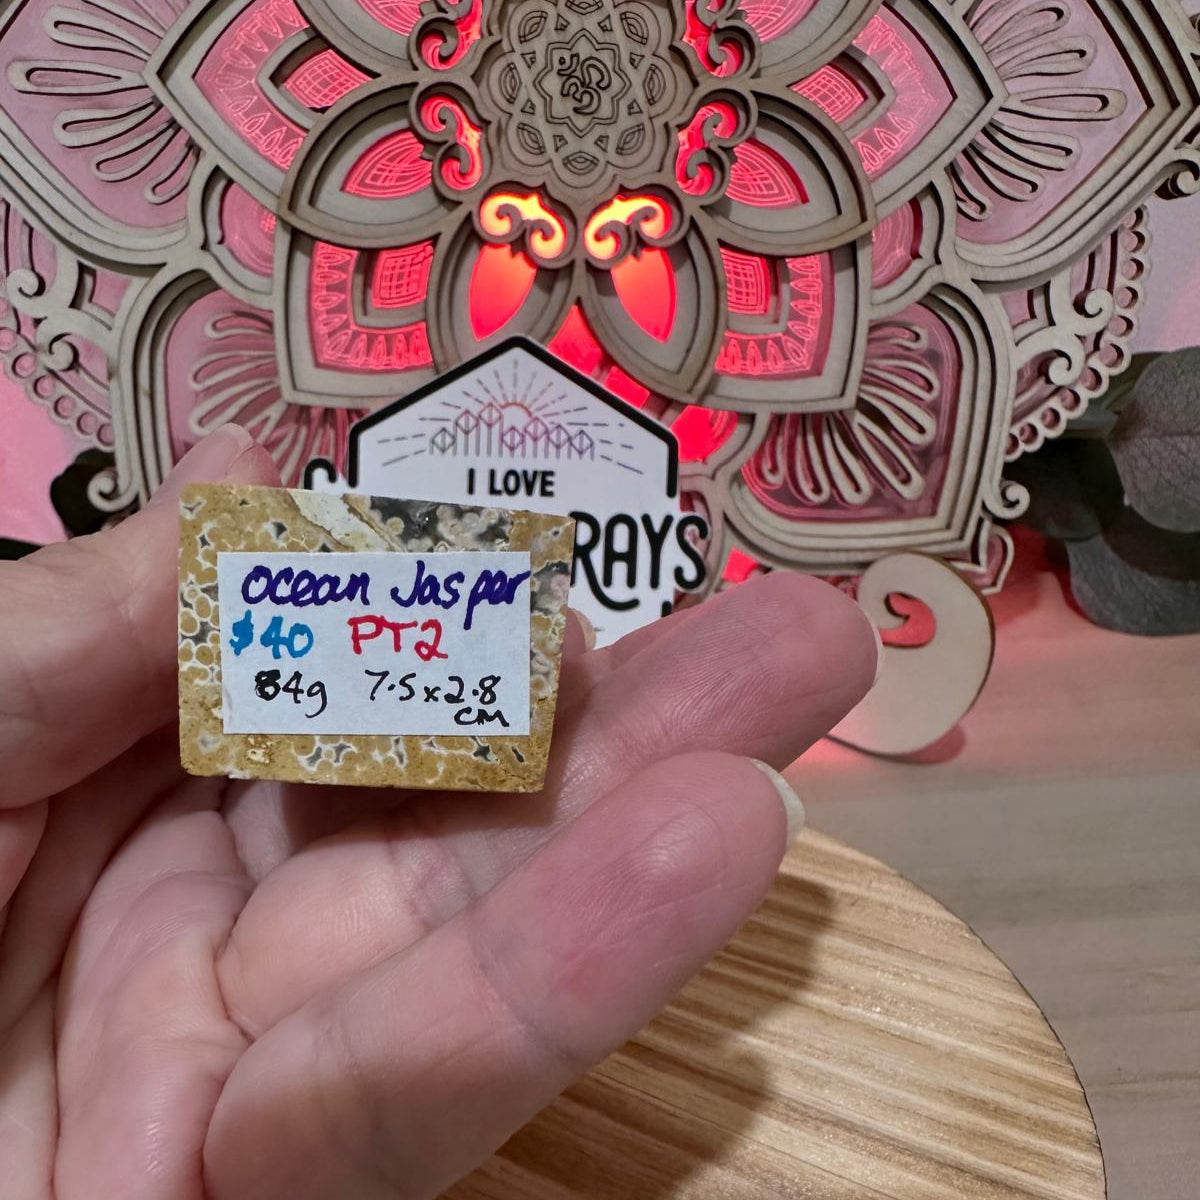 I LOVE
RAYS
ocean Jasper
$40 PT2
84g 7.5x2.8
CM